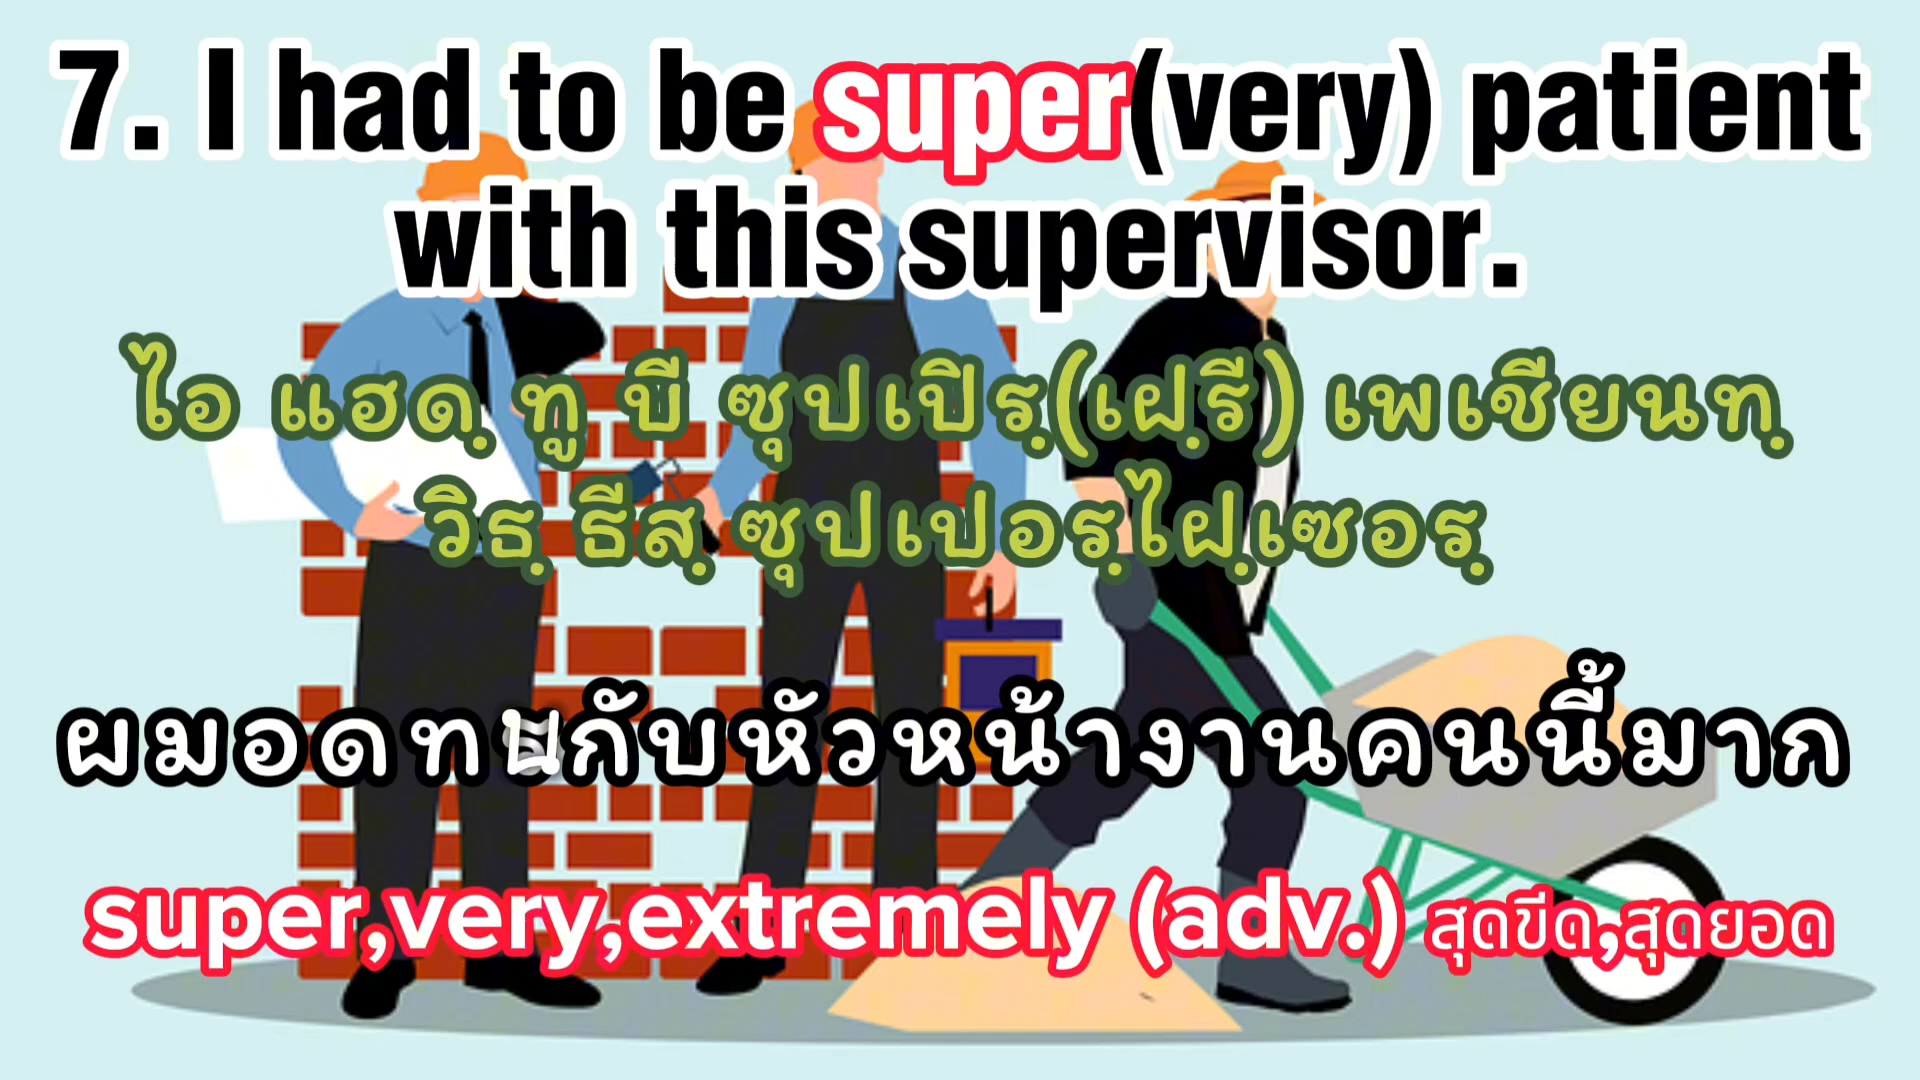 7. I had to be super(very) patient
with this supervisor.
ไอ แฮดฺ ทู บี ซุปเปิรฺ(เฝฺรี) เพเชียนทฺ
วิธฺ ธีสฺ ซุปเปอรฺไฝฺเซอรฺ
ผมอดทนกับหัวหน้างานคนนี้มาก
super,very,extremely (adv.) สุดขีด,สุดยอด